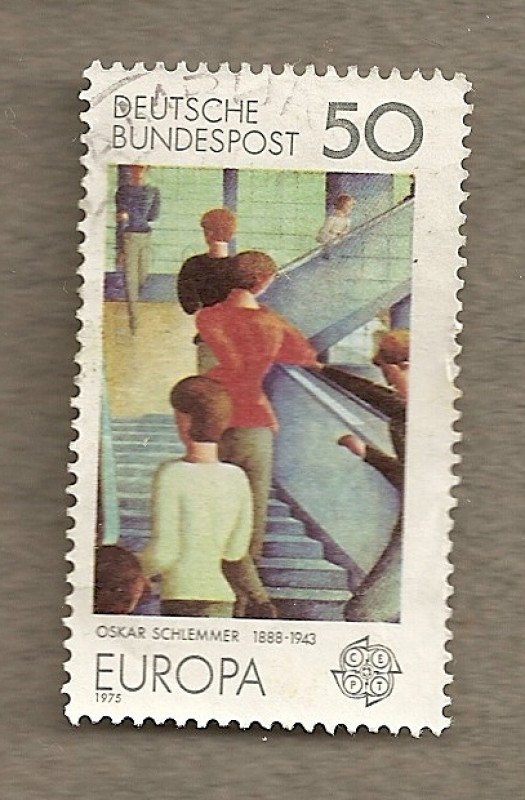 DEUTSCHE
BUNDESPOST 50
OSKAR SCHLEMMER 1888-1943
EUROPA
1975
C E
P T